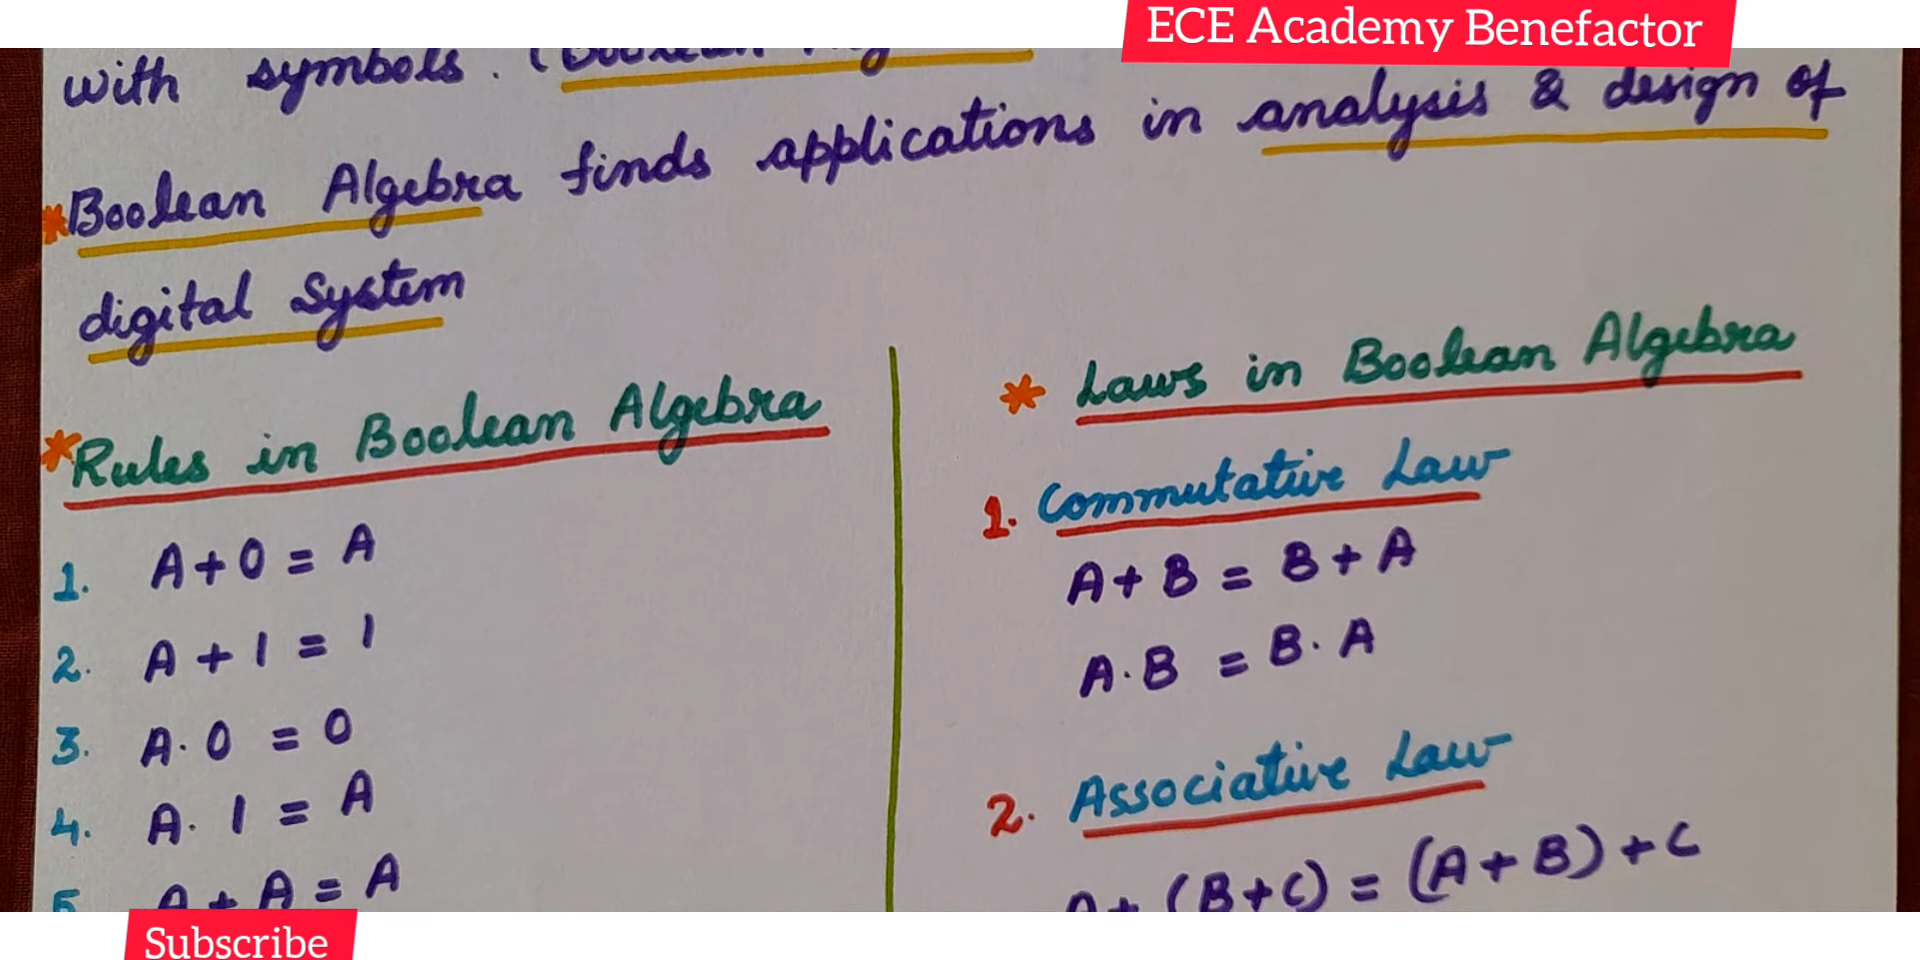 ECE Academy Benefactor
with symbols. (Boolean
*Boolean Algebra finds applications in analysis & design of
digital System
*Rules in Boolean Algebra
1. A+0 = A
2. A + 1 = 1
3. A·0 = 0
4. A·1 = A
5 A + A = A
* Laws in Boolean Algebra
1. Commutative Law
A + B = B + A
A·B = B·A
2. Associative Law
A+ (B+C) = (A+B)+C
Subscribe